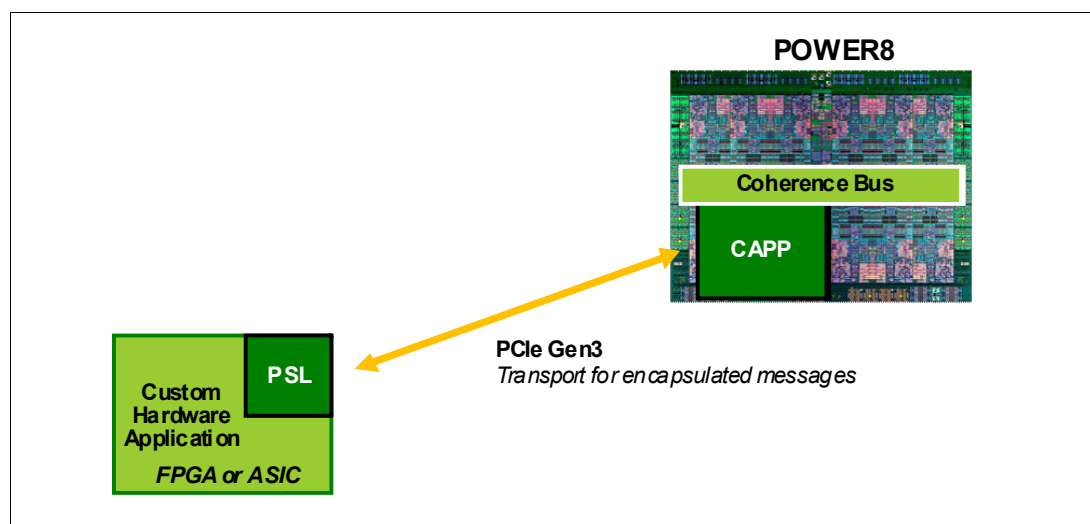 POWER8
Coherence Bus
CAPP
PCIe Gen3
Transport for encapsulated messages
PSL
Custom
Hardware
Application
FPGA or ASIC